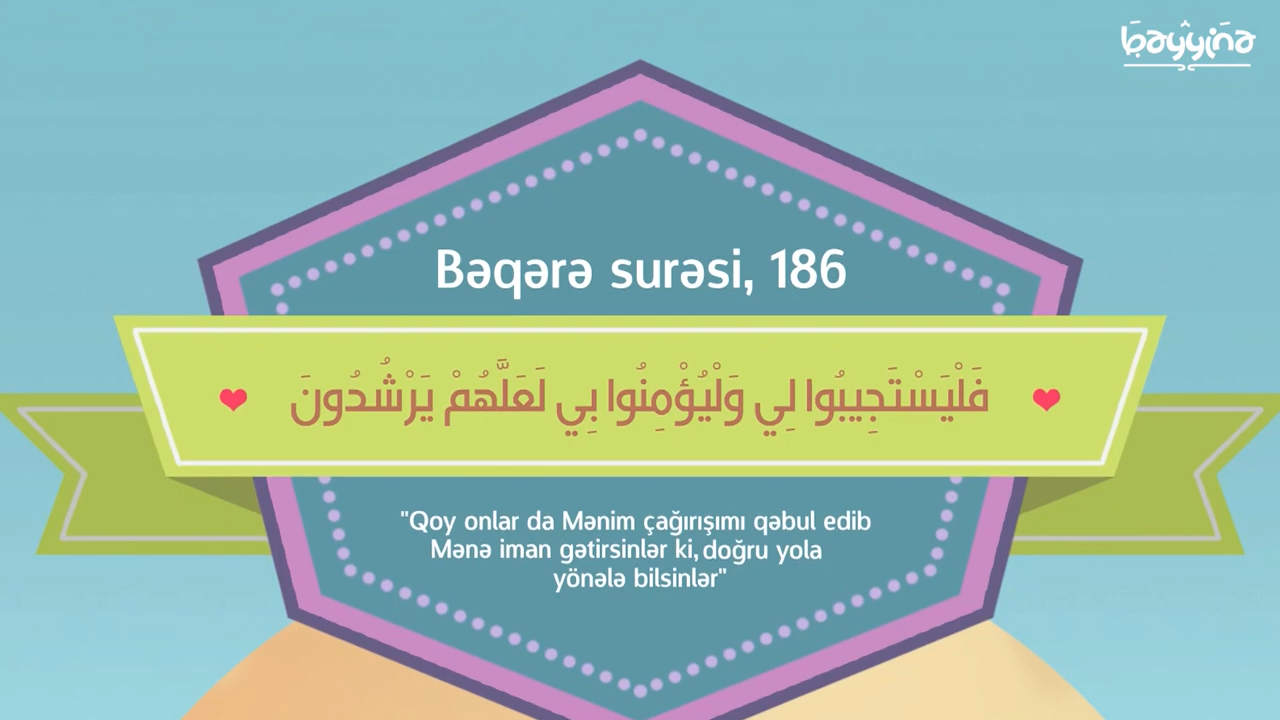 bayyina
Bəqərə surəsi, 186
فَلْيَسْتَجِيبُوا لِي وَلْيُؤْمِنُوا بِي لَعَلَّهُمْ يَرْشُدُونَ
"Qoy onlar da Mənim çağırışımı qəbul edib
Mənə iman gətirsinlər ki, doğru yola
yönələ bilsinlər"